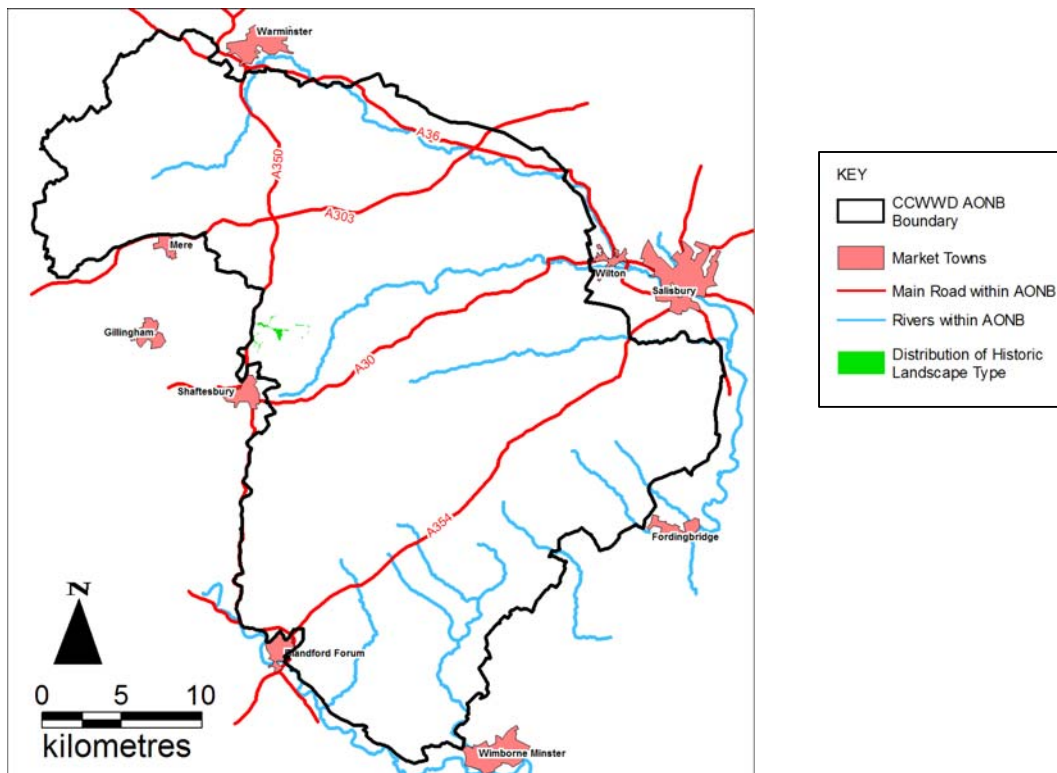 Warminster
A36
A350
A303
Mere
Wilton
Salisbury
Gillingham
A30
Shaftesbury
A354
Fordingbridge
N
Blandford Forum
0 5 10
kilometres
Wimborne Minster
KEY
CCWWD AONB
Boundary
Market Towns
Main Road within AONB
Rivers within AONB
Distribution of Historic
Landscape Type